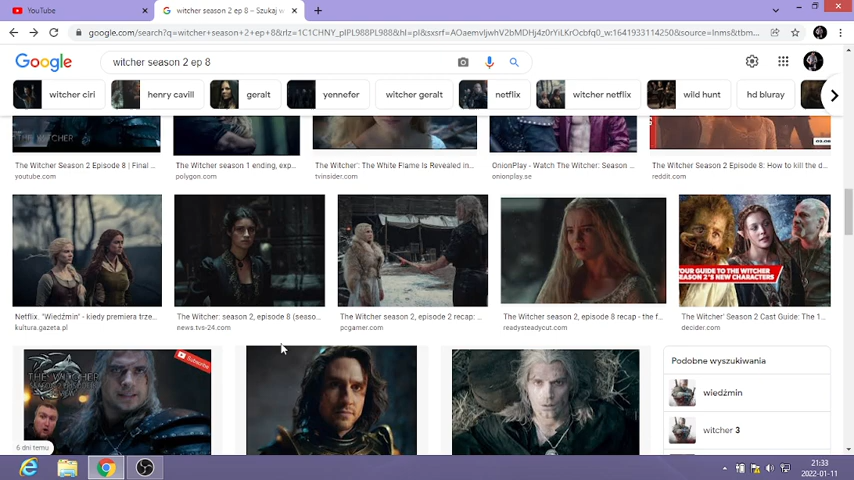 YouTube
witcher season 2 ep 8 – Szukaj w
google.com/search?q=witcher+season+2+ep+8&rlz=1C1CHNY_plPL988PL988&hl=pl&sxsrf=
Google
witcher season 2 ep 8
witcher ciri
henry cavill
geralt
yennefer
witcher geralt
netflix
witcher netflix
wild hunt
hd bluray
THE WITCHER
The Witcher Season 2 Episode 8 | Final ...
youtube.com
The Witcher season 1 ending, exp...
polygon.com
The Witcher': The White Flame Is Revealed in...
tvinsider.com
OnionPlay - Watch The Witcher: Season ...
onionplay.se
The Witcher Season 2 Episode 8: How to kill the d...
reddit.com
YOUR GUIDE TO THE WITCHER
SEASON 2'S NEW CHARACTERS
Netflix. "Wiedźmin" - kiedy premiera trze...
kultura.gazeta.pl
The Witcher: season 2, episode 8 (seaso...
news.tvs-24.com
The Witcher season 2, episode 2 recap: ...
pcgamer.com
The Witcher season 2, episode 8 recap - the f...
readysteadycut.com
The Witcher' Season 2 Cast Guide: The 1...
decider.com
Subscribe
THE WITCHER
6 dni temu
Podobne wyszukiwania
wiedźmin
witcher 3
21:33
2022-01-11